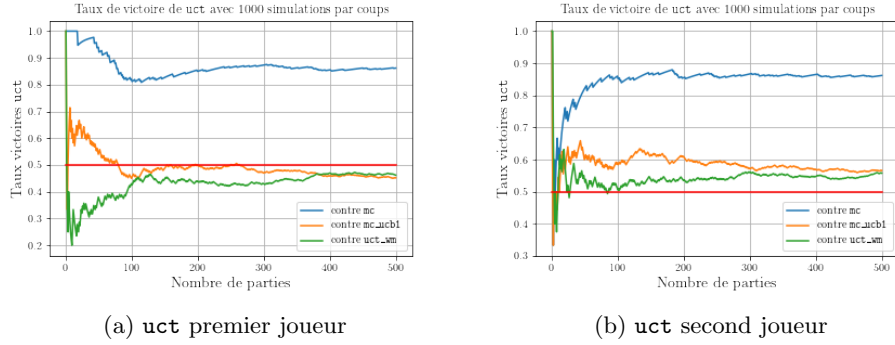 Taux de victoire de uct avec 1000 simulations par coups
Taux victoires uct
1.0
0.9
0.8
0.7
0.6
0.5
0.4
0.3
0.2
0
100
200
300
400
500
Nombre de parties
contre mc
contre mc_ucb1
contre uct_wm
(a) uct premier joueur
Taux de victoire de uct avec 1000 simulations par coups
Taux victoires uct
1.0
0.9
0.8
0.7
0.6
0.5
0.4
0.3
0
100
200
300
400
500
Nombre de parties
contre mc
contre mc_ucb1
contre uct_wm
(b) uct second joueur